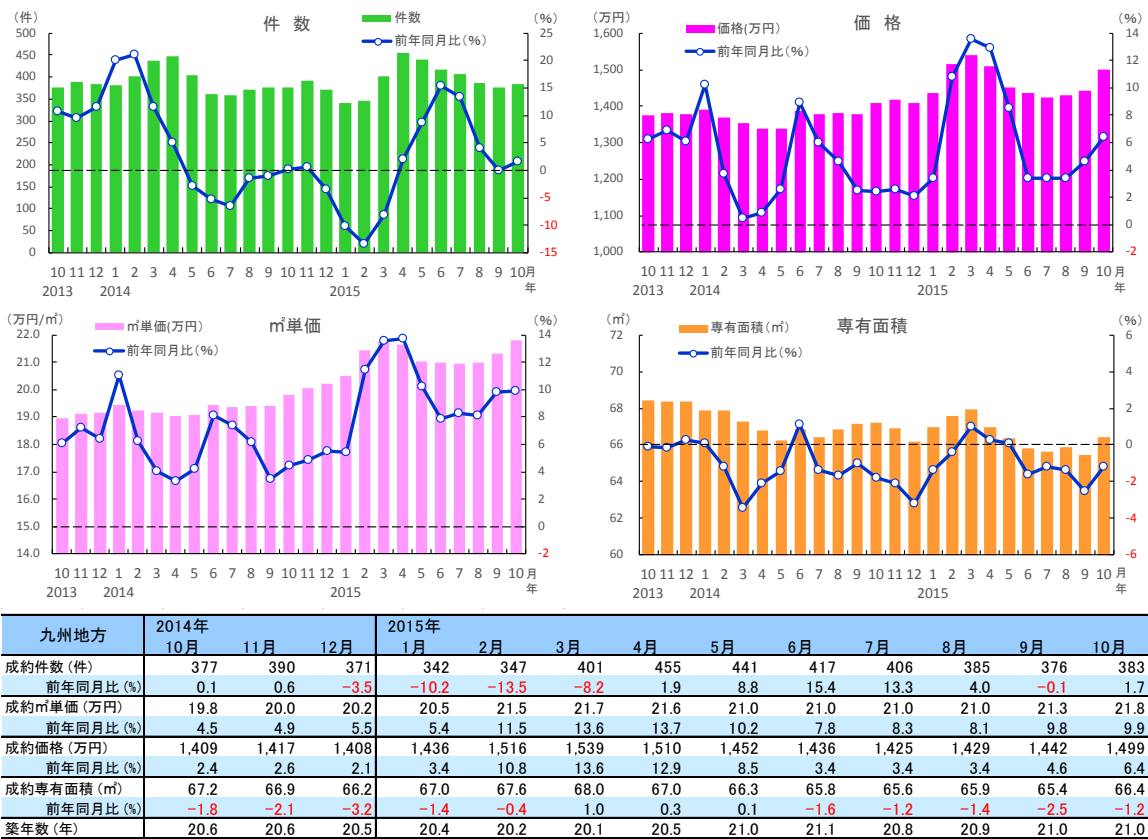 (件)
件 数
(%)
件数
前年同月比(%)
500
450
400
350
300
250
200
150
100
50
0
25
20
15
10
5
0
-5
-10
-15
10 11 12 1 2 3 4 5 6 7 8 9 10 11 12 1 2 3 4 5 6 7 8 9 10 月
2013 2014 2015 年
(万円)
価 格
(%)
価格(万円)
前年同月比(%)
1,600
1,500
1,400
1,300
1,200
1,100
1,000
14
12
10
8
6
4
2
0
-2
10 11 12 1 2 3 4 5 6 7 8 9 10 11 12 1 2 3 4 5 6 7 8 9 10 月
2013 2014 2015 年
(万円/㎡)
㎡単価
(%)
㎡単価(万円)
前年同月比(%)
22.0
21.0
20.0
19.0
18.0
17.0
16.0
15.0
14.0
14
12
10
8
6
4
2
0
-2
10 11 12 1 2 3 4 5 6 7 8 9 10 11 12 1 2 3 4 5 6 7 8 9 10 月
2013 2014 2015 年
(㎡)
専有面積
(%)
専有面積(㎡)
前年同月比(%)
72
70
68
66
64
62
60
6
4
2
0
-2
-4
-6
10 11 12 1 2 3 4 5 6 7 8 9 10 11 12 1 2 3 4 5 6 7 8 9 10 月
2013 2014 2015 年
九州地方 2014年 2015年
10月 11月 12月 1月 2月 3月 4月 5月 6月 7月 8月 9月 10月
成約件数(件) 377 390 371 342 347 401 455 441 417 406 385 376 383
前年同月比(%) 0.1 0.6 -3.5 -10.2 -13.5 -8.2 1.9 8.8 15.4 13.3 4.0 -0.1 1.7
成約㎡単価(万円) 19.8 20.0 20.2 20.5 21.5 21.7 21.6 21.0 21.0 21.0 21.0 21.3 21.8
前年同月比(%) 4.5 4.9 5.5 5.4 11.5 13.6 13.7 10.2 7.8 8.3 8.1 9.8 9.9
成約価格(万円) 1,409 1,417 1,408 1,436 1,516 1,539 1,510 1,452 1,436 1,425 1,429 1,442 1,499
前年同月比(%) 2.4 2.6 2.1 3.4 10.8 13.6 12.9 8.5 3.4 3.4 3.4 4.6 6.4
成約専有面積(㎡) 67.2 66.9 66.2 67.0 67.6 68.0 67.0 66.3 65.8 65.6 65.9 65.4 66.4
前年同月比(%) -1.8 -2.1 -3.2 -1.4 -0.4 1.0 0.3 0.1 -1.6 -1.2 -1.4 -2.5 -1.2
築年数(年) 20.6 20.6 20.5 20.4 20.2 20.1 20.5 21.0 21.1 20.8 20.9 21.0 21.0